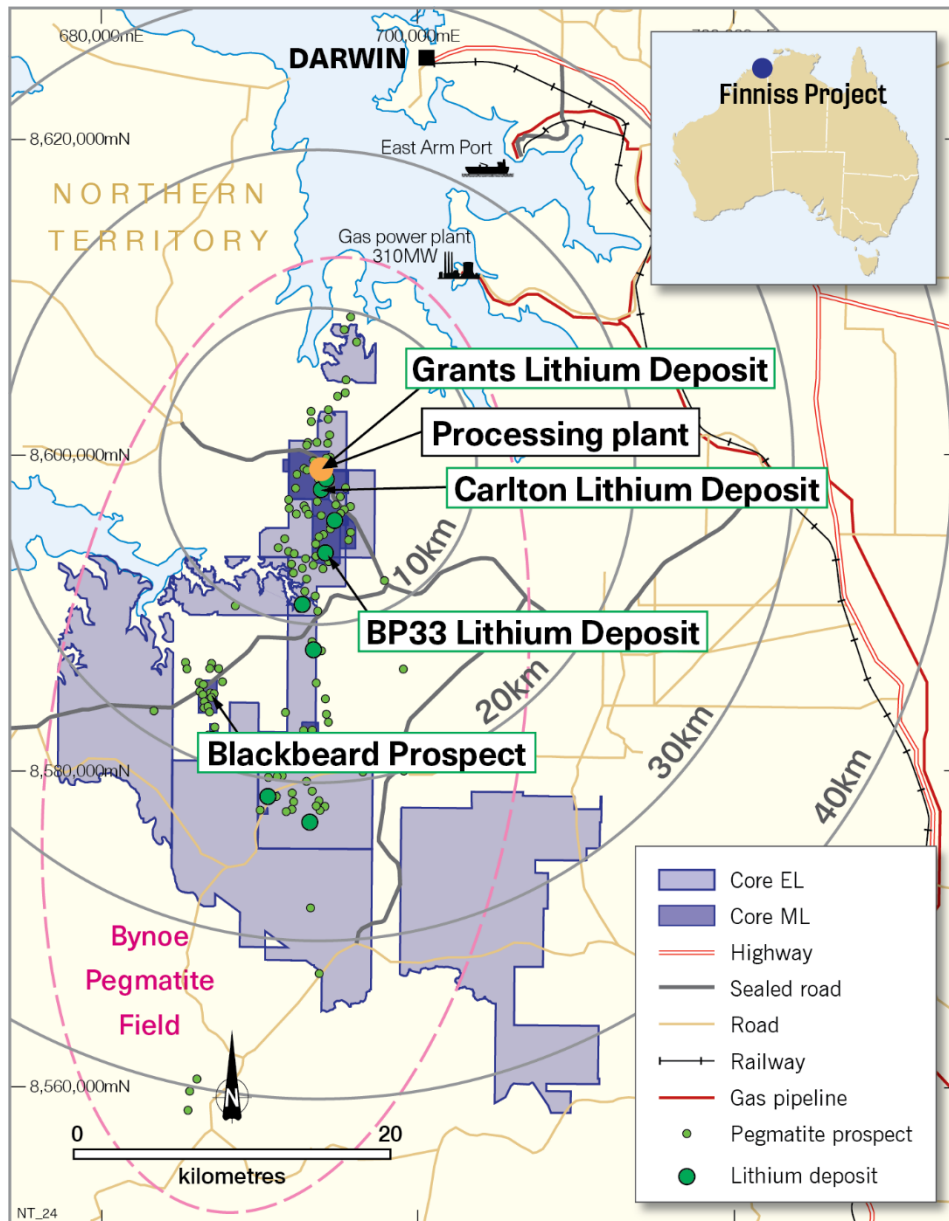 680,000mE
700,000mE
DARWIN
Finniss Project
8,620,000mN
East Arm Port
NORTHERN
TERRITORY
Gas power plant
310MW
Grants Lithium Deposit
Processing plant
8,600,000mN
Carlton Lithium Deposit
10km
BP33 Lithium Deposit
20km
Blackbeard Prospect
30km
40km
8,580,000mN
Core EL
Core ML
Highway
Sealed road
Road
Railway
Gas pipeline
Pegmatite prospect
Lithium deposit
Bynoe
Pegmatite
Field
8,560,000mN
N
0 20
kilometres
NT_24